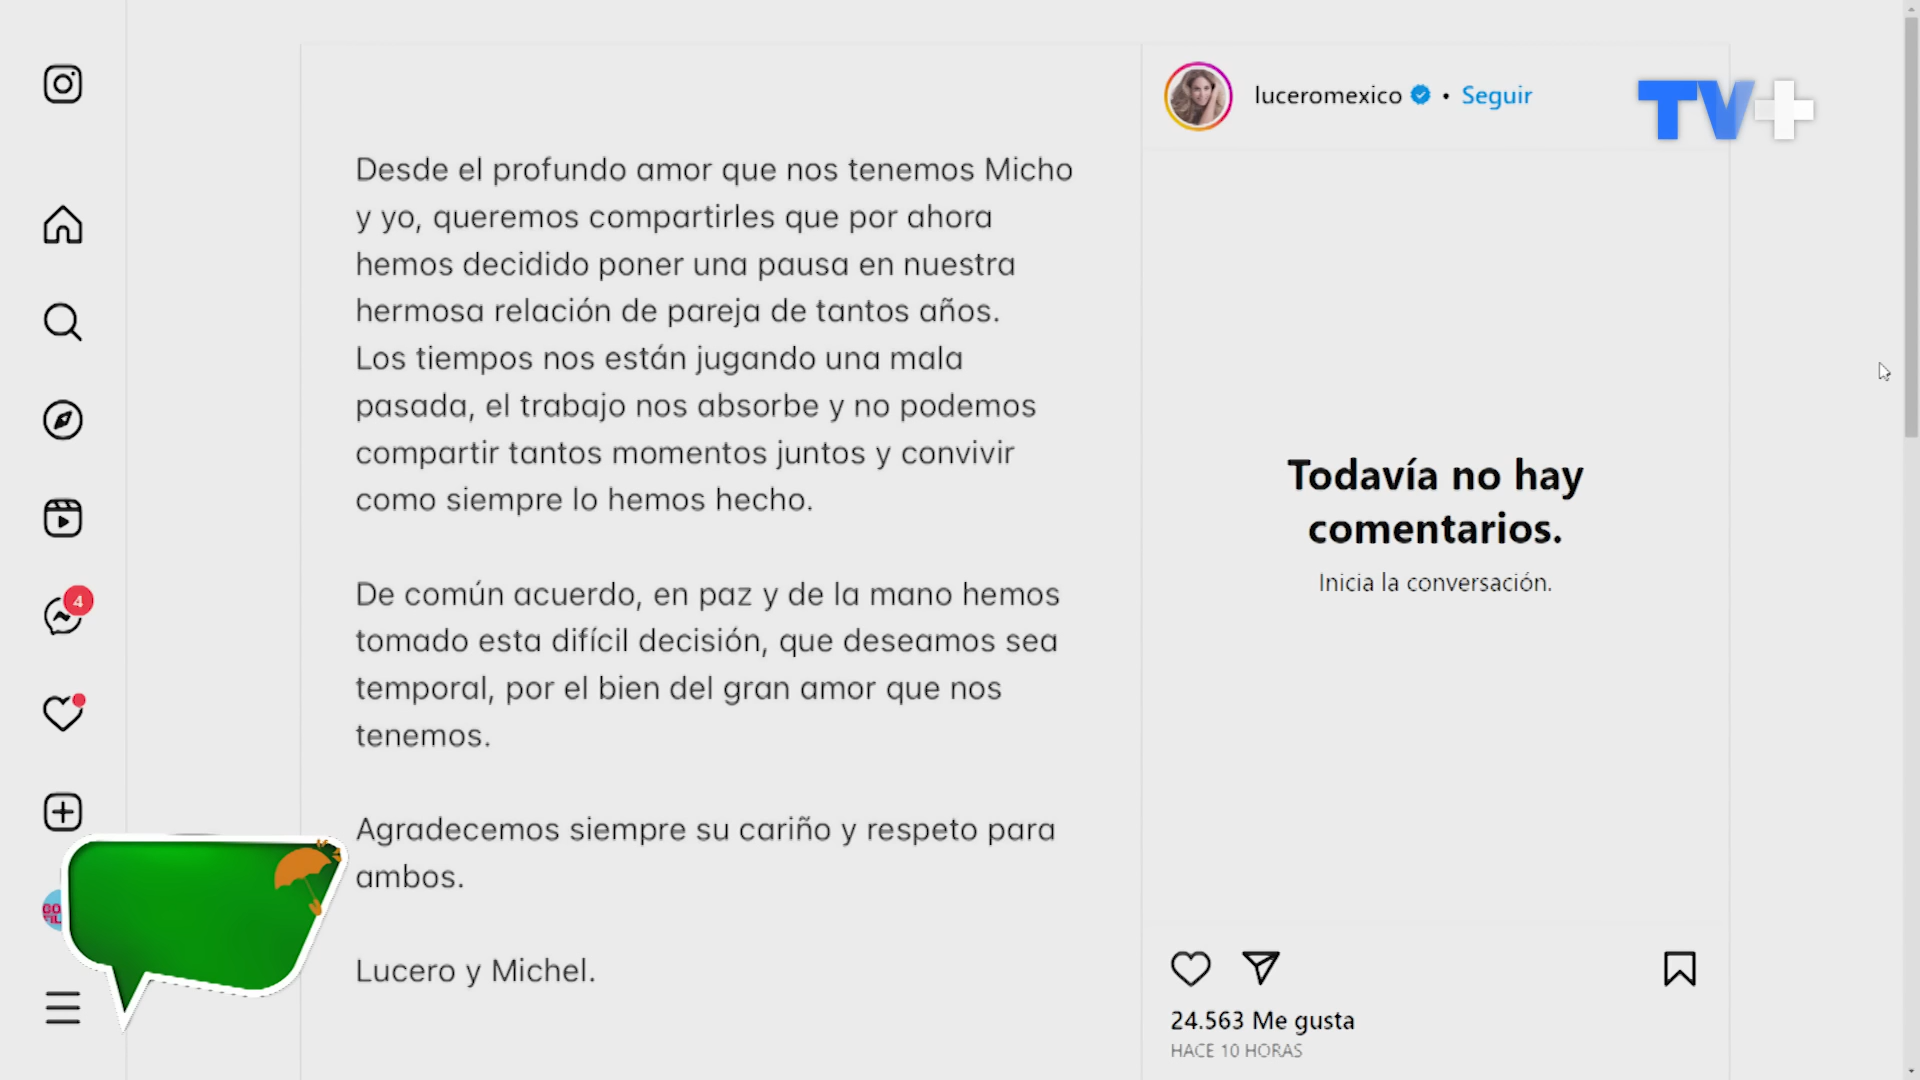 luceromexico • Seguir
TV+
Desde el profundo amor que nos tenemos Micho
y yo, queremos compartirles que por ahora
hemos decidido poner una pausa en nuestra
hermosa relación de pareja de tantos años.
Los tiempos nos están jugando una mala
pasada, el trabajo nos absorbe y no podemos
compartir tantos momentos juntos y convivir
como siempre lo hemos hecho.
De común acuerdo, en paz y de la mano hemos
tomado esta difícil decisión, que deseamos sea
temporal, por el bien del gran amor que nos
tenemos.
Agradecemos siempre su cariño y respeto para
ambos.
Lucero y Michel.
Todavía no hay
comentarios.
Inicia la conversación.
4
24.563 Me gusta
HACE 10 HORAS